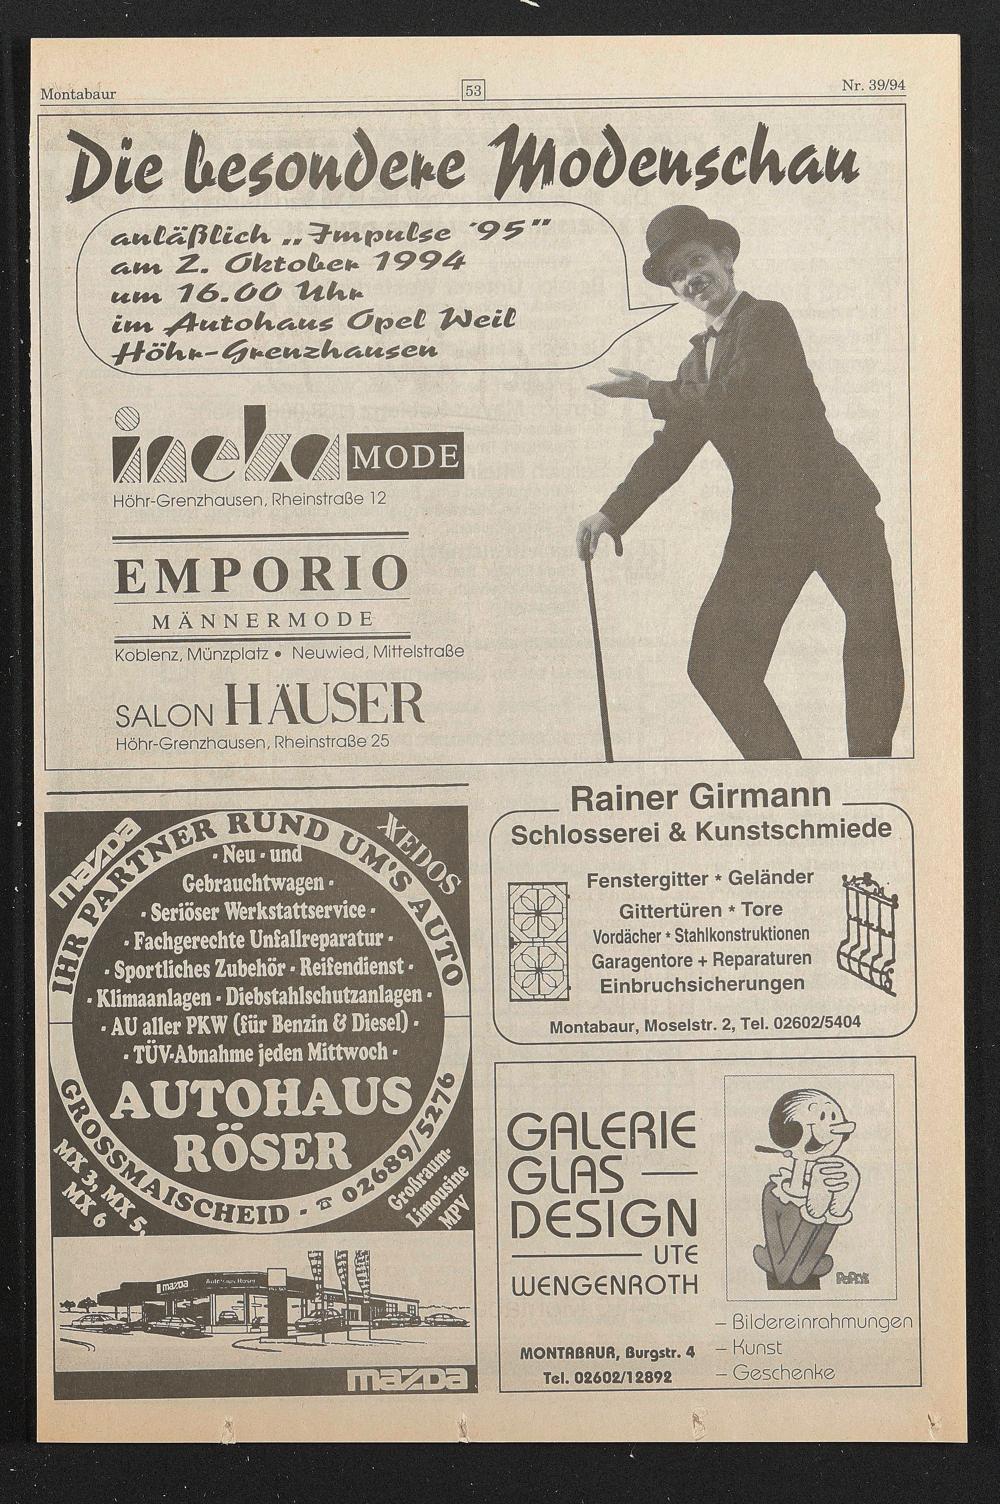 Montabaur
53
Nr. 39/94
Die besondere Modenschau
anläßlich „Impulse '95"
am 2. Oktober 1994
um 16.00 Uhr
im Autohaus Opel Weil
Höhr-Grenzhausen
ineka MODE
Höhr-Grenzhausen, Rheinstraße 12
EMPORIO
MÄNNERMODE
Koblenz, Münzplatz • Neuwied, Mittelstraße
SALON HÄUSER
Höhr-Grenzhausen, Rheinstraße 25
mazda
XEDOS
IHR PARTNER RUND UM'S AUTO
· Neu - und
Gebrauchtwagen ·
· Seriöser Werkstattservice ·
· Fachgerechte Unfallreparatur ·
· Sportliches Zubehör · Reifendienst ·
· Klimaanlagen · Diebstahlschutzanlagen ·
· AU aller PKW (für Benzin & Diesel) ·
· TÜV-Abnahme jeden Mittwoch ·
AUTOHAUS
RÖSER
GROSSMAISCHEID - ☎ 02689/5276
MX 3, MX 5,
MX 6
Großraum-
Limousine
MPV
mazda
Autohaus Röser
mazda
Rainer Girmann
Schlosserei & Kunstschmiede
Fenstergitter * Geländer
Gittertüren * Tore
Vordächer * Stahlkonstruktionen
Garagentore + Reparaturen
Einbruchsicherungen
Montabaur, Moselstr. 2, Tel. 02602/5404
GALERIE
GLAS —
DESIGN
UTE
WENGENROTH
MONTABAUR, Burgstr. 4
Tel. 02602/12892
POPEYE
– Bildereinrahmungen
– Kunst
– Geschenke